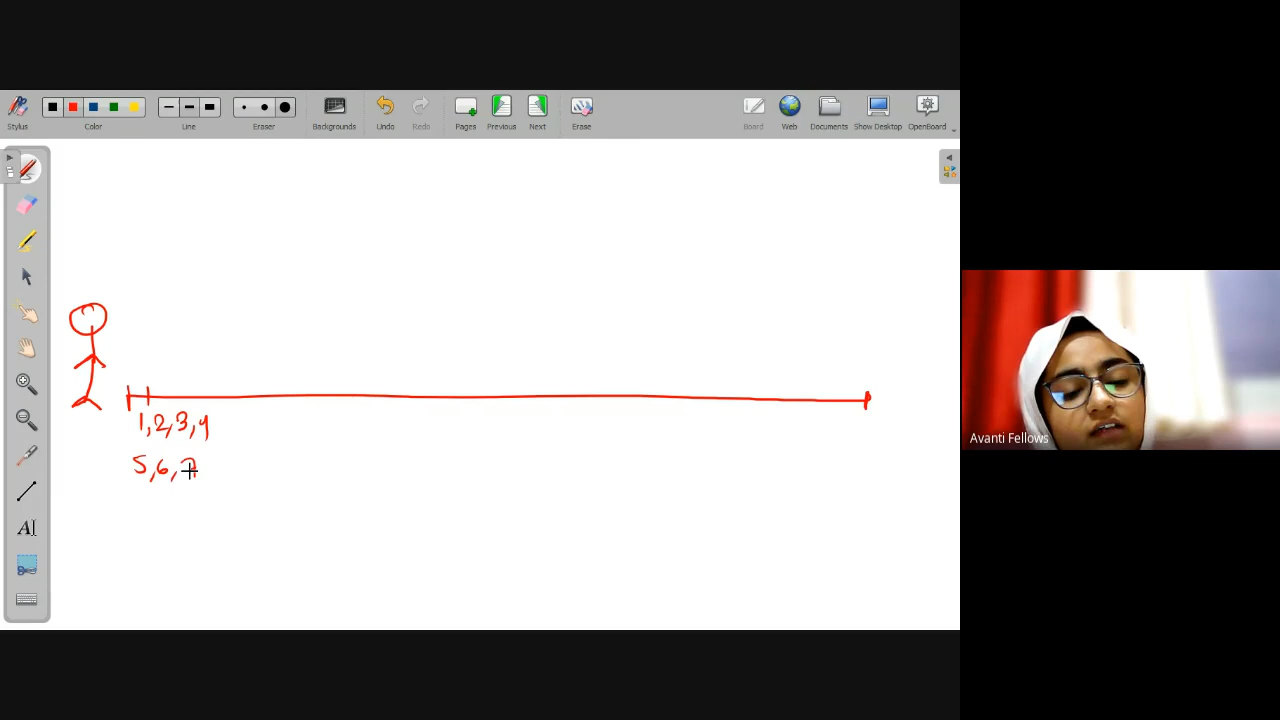 Stylus Color Line Eraser Backgrounds Undo Redo Pages Previous Next Erase Board Web Documents Show Desktop OpenBoard
1,2,3,4
5,6,7
AI
Avanti Fellows